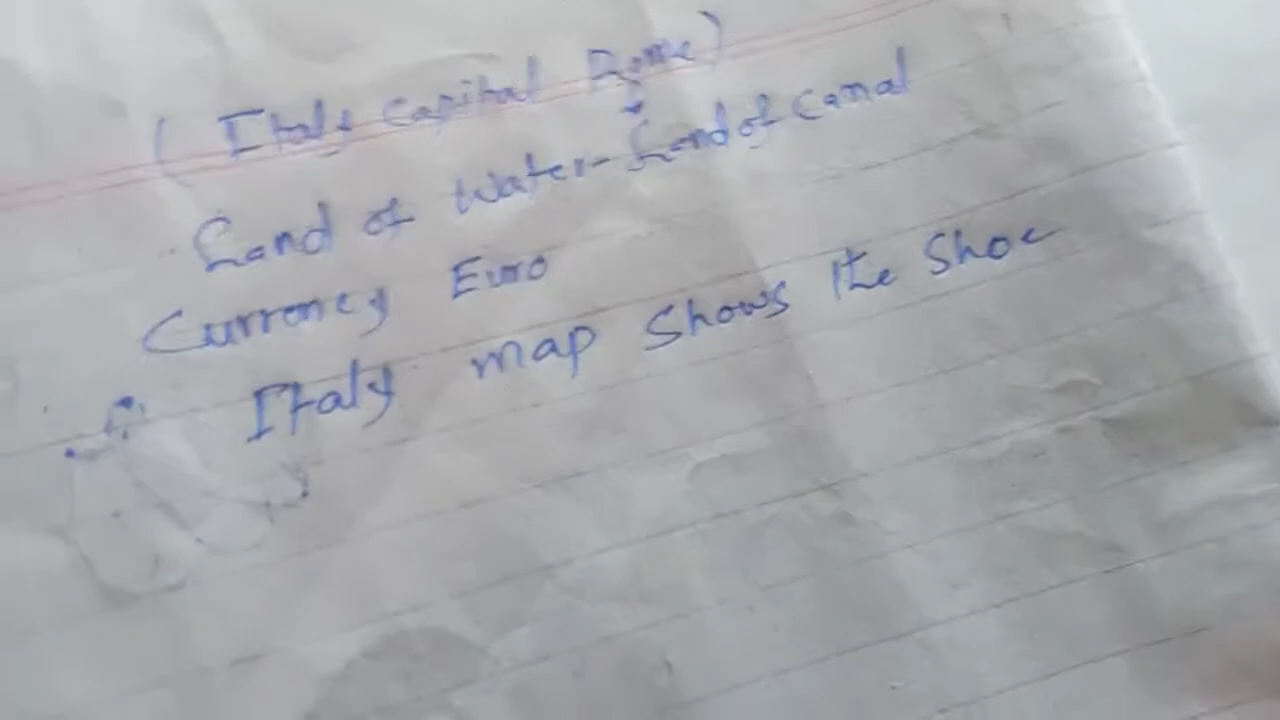 ( Italy Capital Rome)
Land of Water-Land of Canal
Currency Euro
Italy map Shows the Shoe